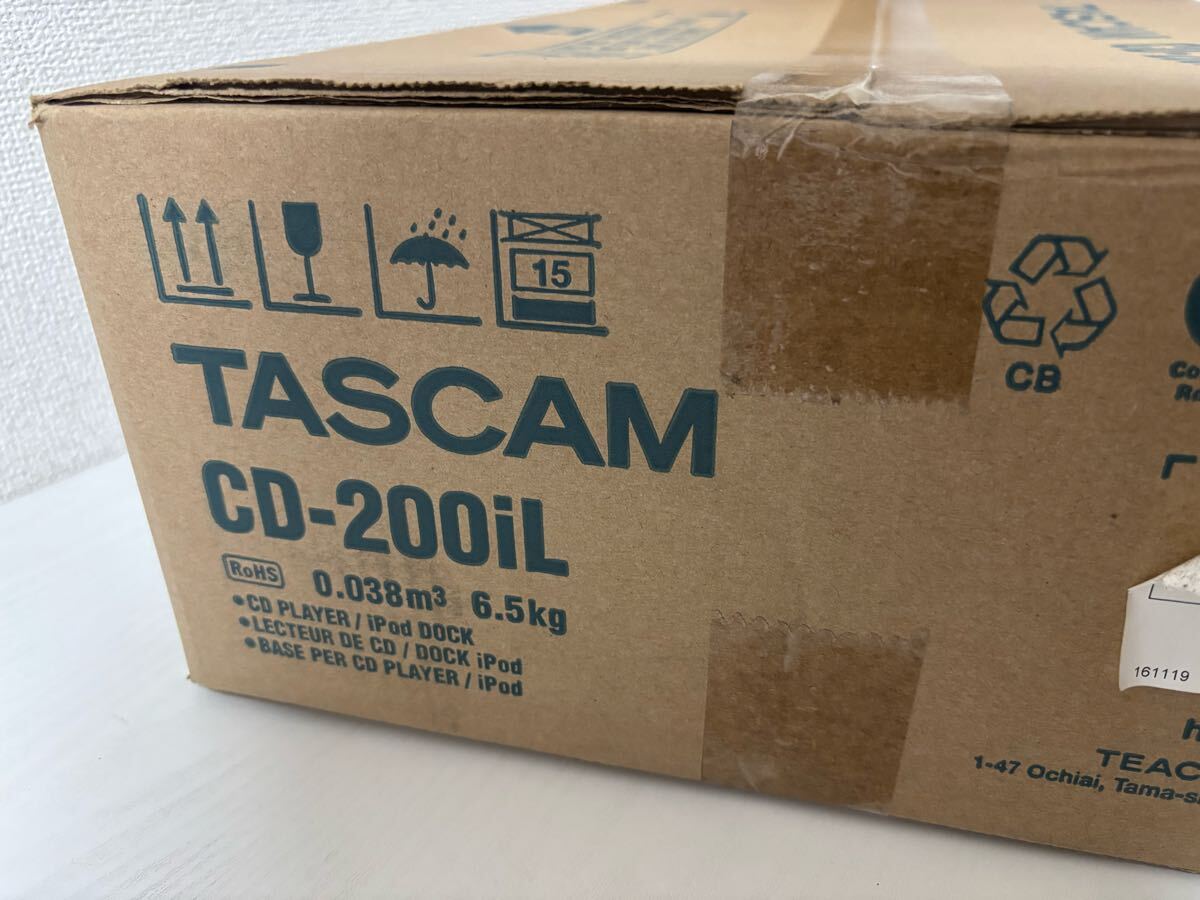 15
TASCAM
CD-200iL
RoHS 0.038m³ 6.5kg
•CD PLAYER / iPod DOCK
•LECTEUR DE CD / DOCK iPod
•BASE PER CD PLAYER / iPod
CB
161119
TEAC
1-47 Ochiai,